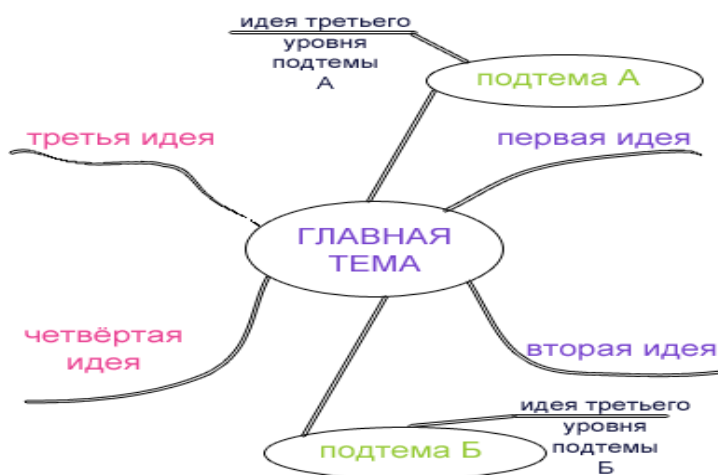 идея третьего
уровня
подтемы
А
подтема А
третья идея
первая идея
ГЛАВНАЯ
ТЕМА
четвёртая
идея
вторая идея
идея третьего
уровня
подтемы
Б
подтема Б